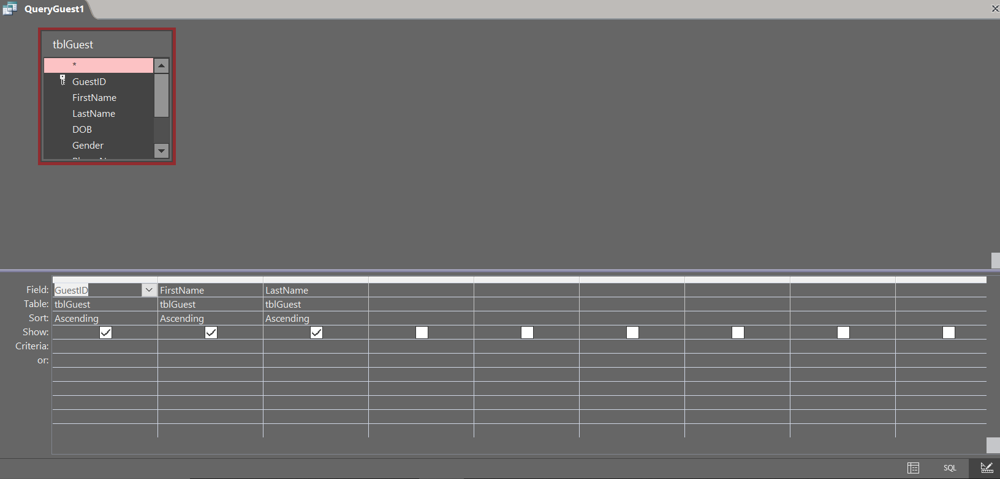 QueryGuest1
tblGuest
*
GuestID
FirstName
LastName
DOB
Gender
Field: GuestID FirstName LastName
Table: tblGuest tblGuest tblGuest
Sort: Ascending Ascending Ascending
Show:
Criteria:
or:
SQL